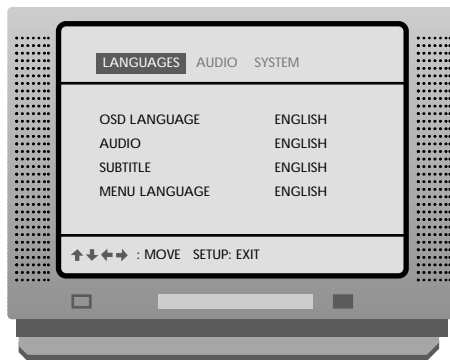 LANGUAGES AUDIO SYSTEM
OSD LANGUAGE ENGLISH
AUDIO ENGLISH
SUBTITLE ENGLISH
MENU LANGUAGE ENGLISH
: MOVE SETUP: EXIT